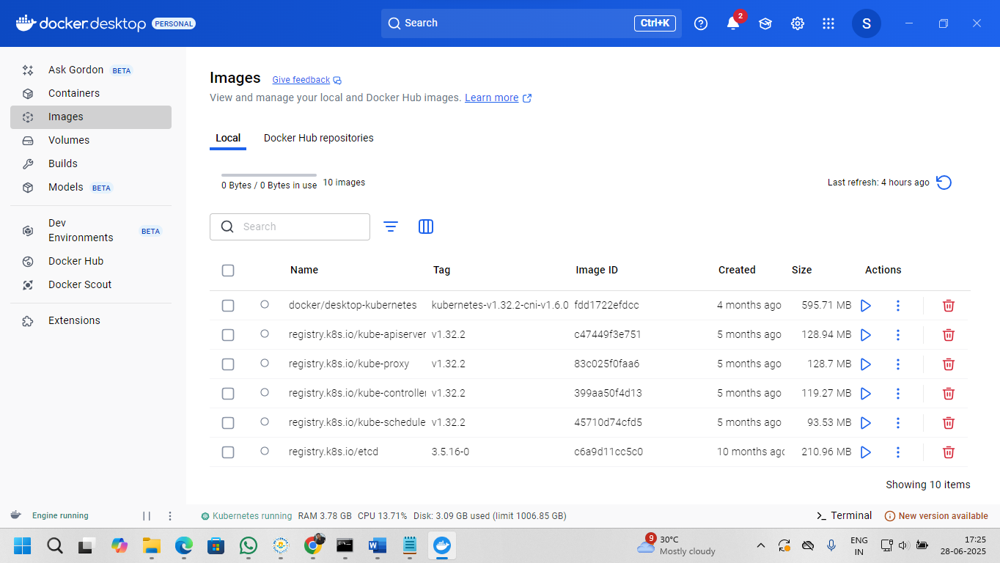 docker desktop PERSONAL
Search Ctrl+K
2
S
Ask Gordon BETA
Containers
Images
Volumes
Builds
Models BETA
Dev Environments BETA
Docker Hub
Docker Scout
Extensions
Images Give feedback
View and manage your local and Docker Hub images. Learn more
Local Docker Hub repositories
0 Bytes / 0 Bytes in use 10 images
Last refresh: 4 hours ago
Search
Name Tag Image ID Created Size Actions
docker/desktop-kubernetes kubernetes-v1.32.2-cni-v1.6.0 fdd1722efdcc 4 months ago 595.71 MB
registry.k8s.io/kube-apiserver v1.32.2 c47449f3e751 5 months ago 128.94 MB
registry.k8s.io/kube-proxy v1.32.2 83c025f0faa6 5 months ago 128.7 MB
registry.k8s.io/kube-controller v1.32.2 399aa50f4d13 5 months ago 119.27 MB
registry.k8s.io/kube-schedule v1.32.2 45710d74cfd5 5 months ago 93.53 MB
registry.k8s.io/etcd 3.5.16-0 c6a9d11cc5c0 10 months ago 210.96 MB
Showing 10 items
Engine running
Kubernetes running RAM 3.78 GB CPU 13.71% Disk: 3.09 GB used (limit 1006.85 GB)
Terminal New version available
9 30°C
Mostly cloudy
ENG
IN
17:25
28-06-2025